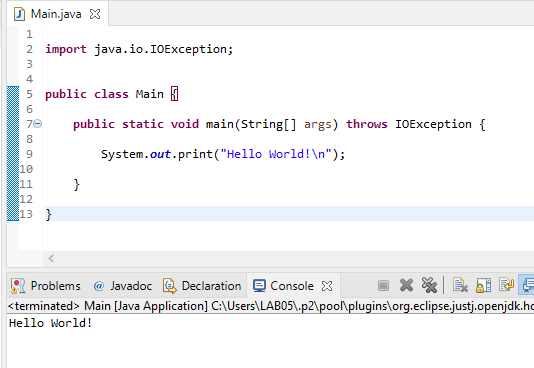 Main.java
1
2 import java.io.IOException;
3
4
5 public class Main {
6
7 public static void main(String[] args) throws IOException {
8
9 System.out.print("Hello World!\n");
10
11 }
12
13 }
Problems @ Javadoc Declaration Console
<terminated> Main [Java Application] C:\Users\LAB05\.p2\pool\plugins\org.eclipse.justj.openjdk.ho
Hello World!